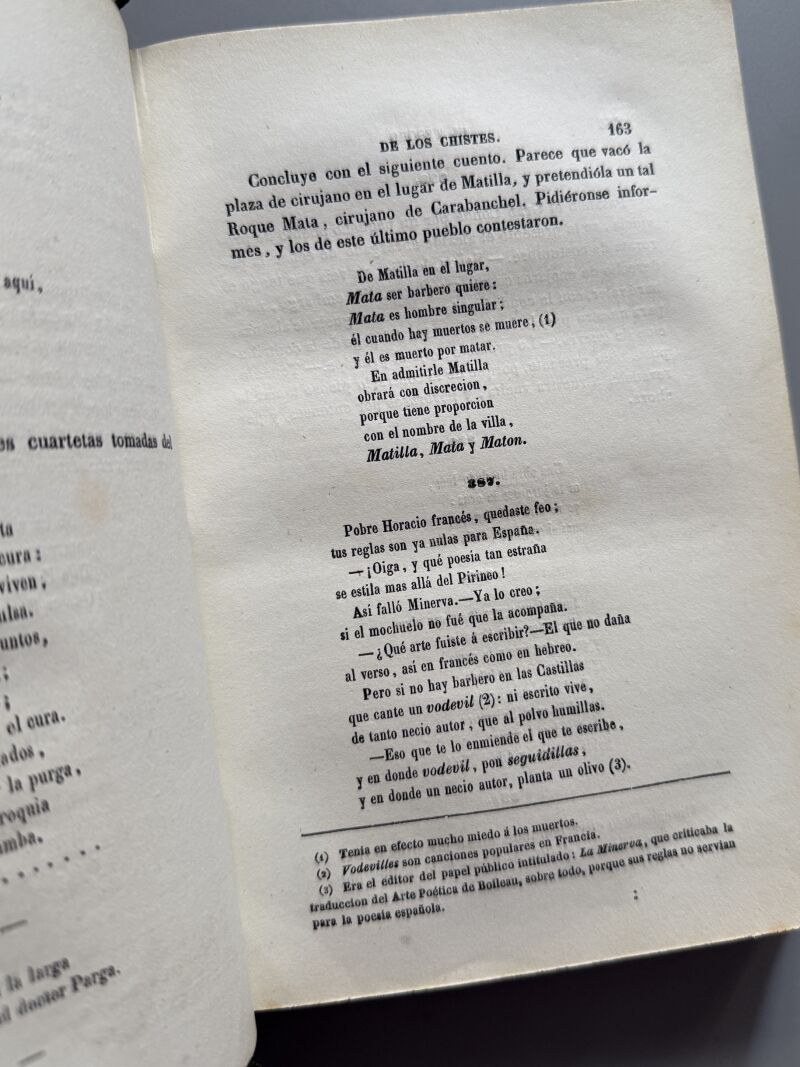 aquí,
cuartetas tomadas del
cura:
viven,
el cura.
la purga,
la larga
doctor Parga.
DE LOS CHISTES.
163
Concluye con el siguiente cuento. Parece que vacó la
plaza de cirujano en el lugar de Matilla, y pretendióla un tal
Roque Mata, cirujano de Carabanchel. Pidiéronse infor-
mes, y los de este último pueblo contestaron.
De Matilla en el lugar,
Mata ser barbero quiere:
Mata es hombre singular;
él cuando hay muertos se muere, (1)
y él es muerto por matar.
En admitirle Matilla
obrará con discrecion,
porque tiene proporcion
con el nombre de la villa,
Matilla, Mata y Maton.
387.
Pobre Horacio francés, quedaste feo;
tus reglas son ya nulas para España.
—¡Oiga, y qué poesía tan estraña
se estila mas allá del Pirineo!
Así falló Minerva.—Ya lo creo;
si el mochuelo no fué que la acompaña.
—¿Qué arte fuiste á escribir?—El que no daña
al verso, así en francés como en hebreo.
Pero si no hay barbero en las Castillas
que cante un vodevil (2): ni escrito vive,
de tanto necio autor, que al polvo humillas.
—Eso que te lo enmiende el que te escribe,
y en donde vodevil, pon seguidillas,
y en donde un necio autor, planta un olivo (3).
(1) Tenia en efecto mucho miedo á los muertos.
(2) Vodevilles son canciones populares en Francia.
(3) Era el editor del papel público intitulado: La Minerva, que criticaba la
traduccion del Arte Poética de Boileau, sobre todo, porque sus reglas no servian
para la poesía española.